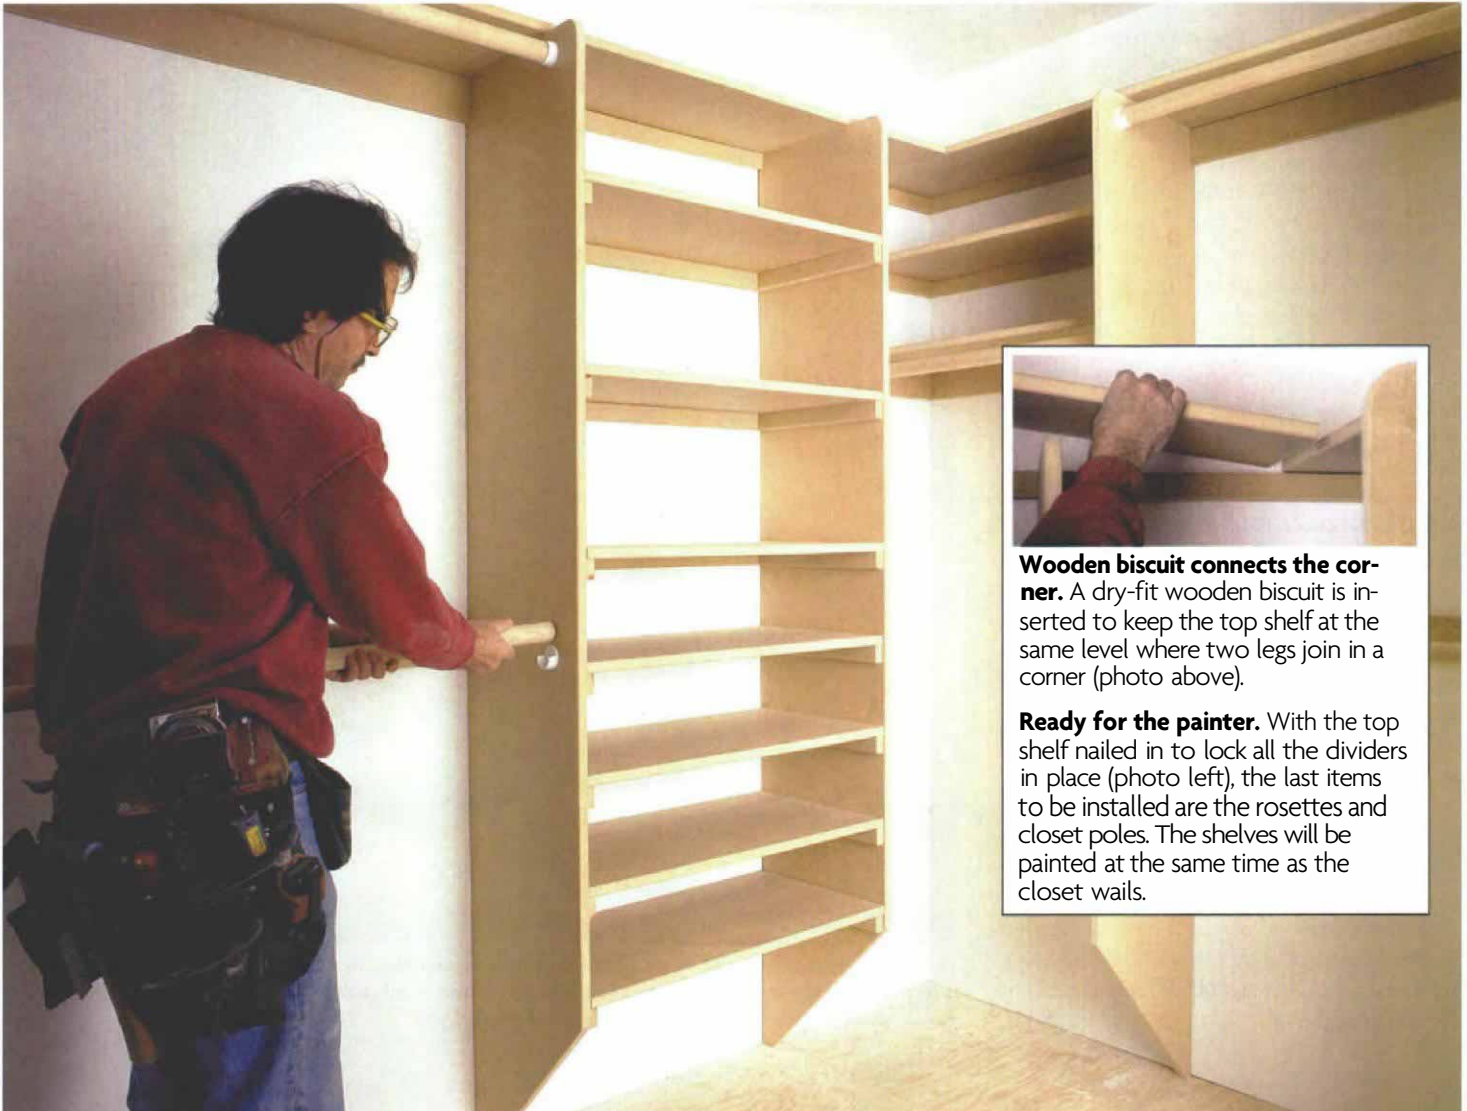 Wooden biscuit connects the cor-
ner. A dry-fit wooden biscuit is in-
serted to keep the top shelf at the
same level where two legs join in a
corner (photo above).
Ready for the painter. With the top
shelf nailed in to lock all the dividers
in place (photo left), the last items
to be installed are the rosettes and
closet poles. The shelves will be
painted at the same time as the
closet wails.